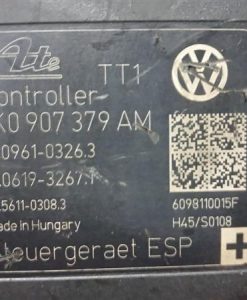 Ate TT1
ontroller
K0 907 379 AM
0961-0326.3
.0619-3267.1
.5611-0308.3
6098110015F
ade in Hungary
H45/S0108
teuergeraet ESP